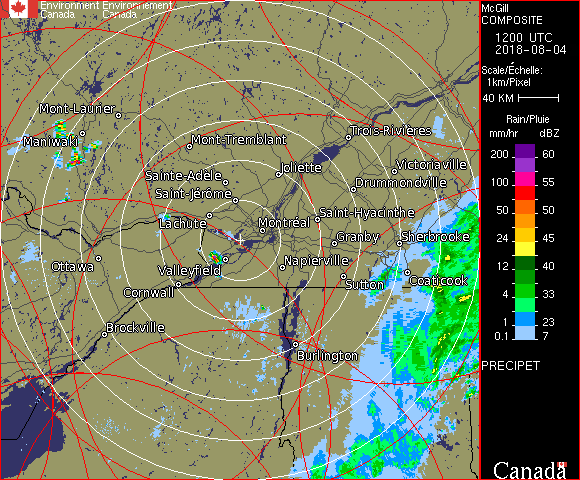 Environment Environnement
Canada Canada
McGill
COMPOSITE
1200 UTC
2018-08-04
Scale/Échelle:
1km/Pixel
40 KM
Rain/Pluie
mm/hr dBZ
200 60
55
100 55
50 50
24 45
12 40
4 33
1 23
0.1 7
PRECIPET
Canada
Mont-Laurier
Maniwaki
Mont-Tremblant
Trois-Rivières
Sainte-Adèle
Joliette
Victoriaville
Saint-Jérôme
Drummondville
Lachute
Montréal
Saint-Hyacinthe
Granby
Sherbrooke
Ottawa
Valleyfield
Napierville
Cornwall
Sutton
Coaticook
Brockville
Burlington